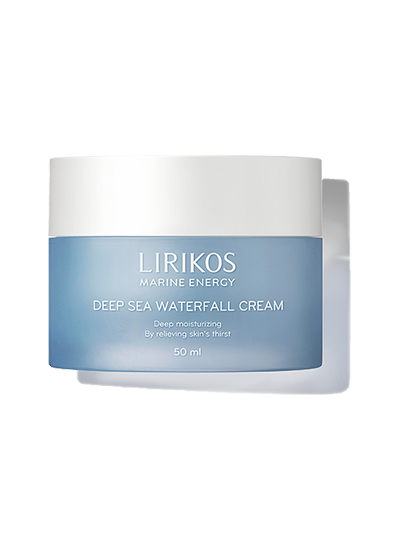 LIRIKOS
MARINE ENERGY
DEEP SEA WATERFALL CREAM
Deep moisturizing
By relieving skin's thirst
50 ml